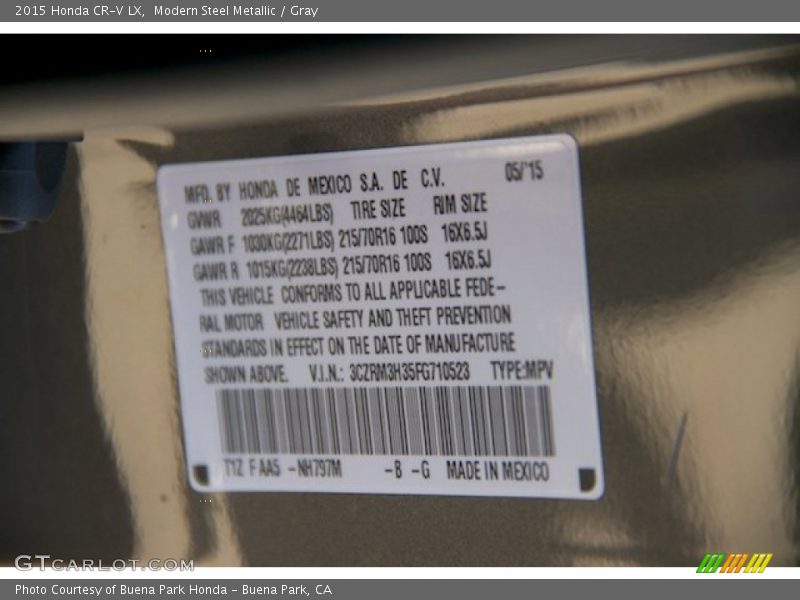 2015 Honda CR-V LX, Modern Steel Metallic / Gray
MFD. BY HONDA DE MEXICO S.A. DE C.V. 05/'15
GVWR 2025KG(4464LBS) TIRE SIZE RIM SIZE
GAWR F 1030KG(2271LBS) 215/70R16 100S 16X6.5J
GAWR R 1015KG(2238LBS) 215/70R16 100S 16X6.5J
THIS VEHICLE CONFORMS TO ALL APPLICABLE FEDE-
RAL MOTOR VEHICLE SAFETY AND THEFT PREVENTION
STANDARDS IN EFFECT ON THE DATE OF MANUFACTURE
SHOWN ABOVE. V.I.N.: 3CZRM3H35FG710523 TYPE:MPV
T1Z F AA5 -NH797M -B -G MADE IN MEXICO
GTCARLOT.COM
Photo Courtesy of Buena Park Honda - Buena Park, CA